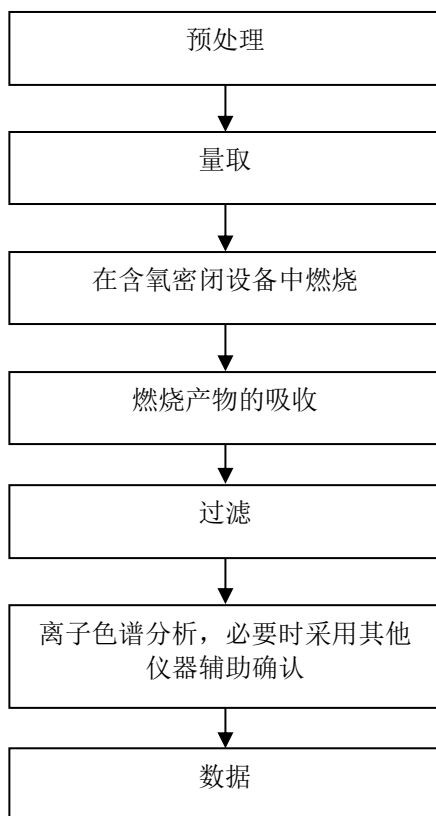 预处理
量取
在含氧密闭设备中燃烧
燃烧产物的吸收
过滤
离子色谱分析，必要时采用其他
仪器辅助确认
数据